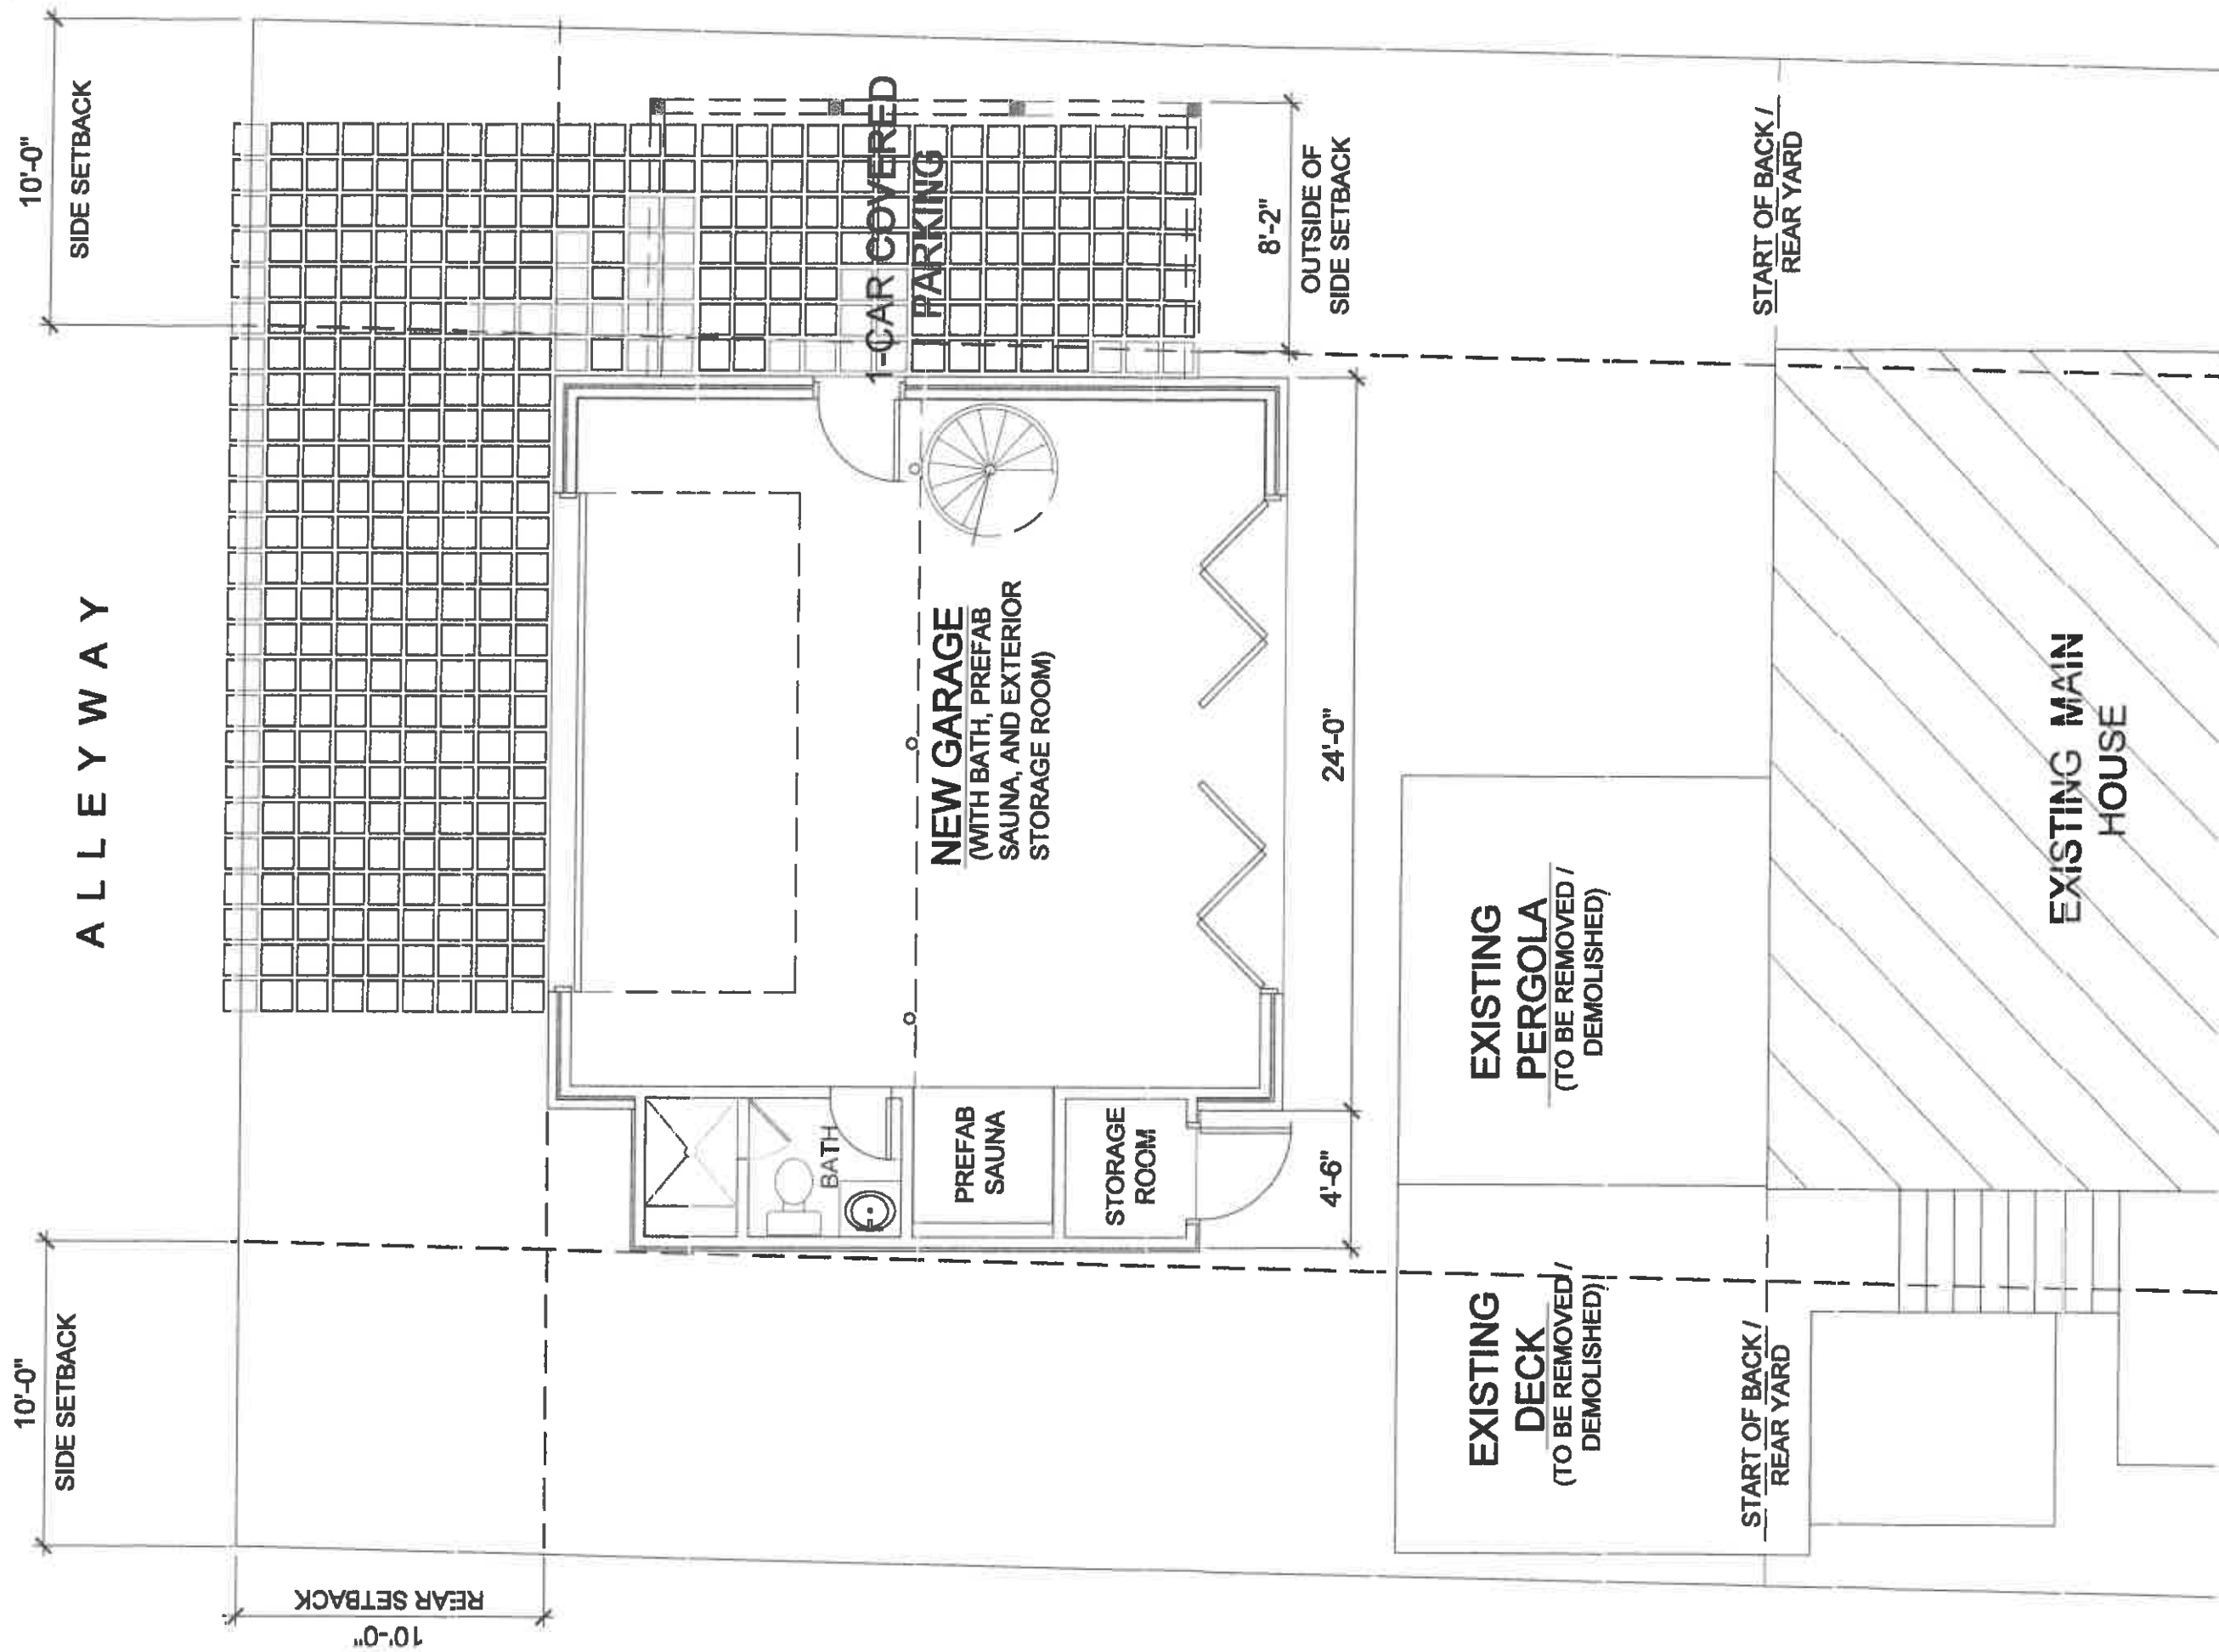 ALLEYWAY
10'-0"
SIDE SETBACK
10'-0"
SIDE SETBACK
10'-0"
REAR SETBACK
1-CAR COVERED
PARKING
8'-2"
OUTSIDE OF
SIDE SETBACK
NEW GARAGE
(WITH BATH, PREFAB
SAUNA, AND EXTERIOR
STORAGE ROOM)
BATH
PREFAB
SAUNA
STORAGE
ROOM
4'-6"
24'-0"
EXISTING
DECK
(TO BE REMOVED /
DEMOLISHED)
EXISTING
PERGOLA
(TO BE REMOVED /
DEMOLISHED)
START OF BACK /
REAR YARD
START OF BACK /
REAR YARD
EXISTING MAIN
HOUSE